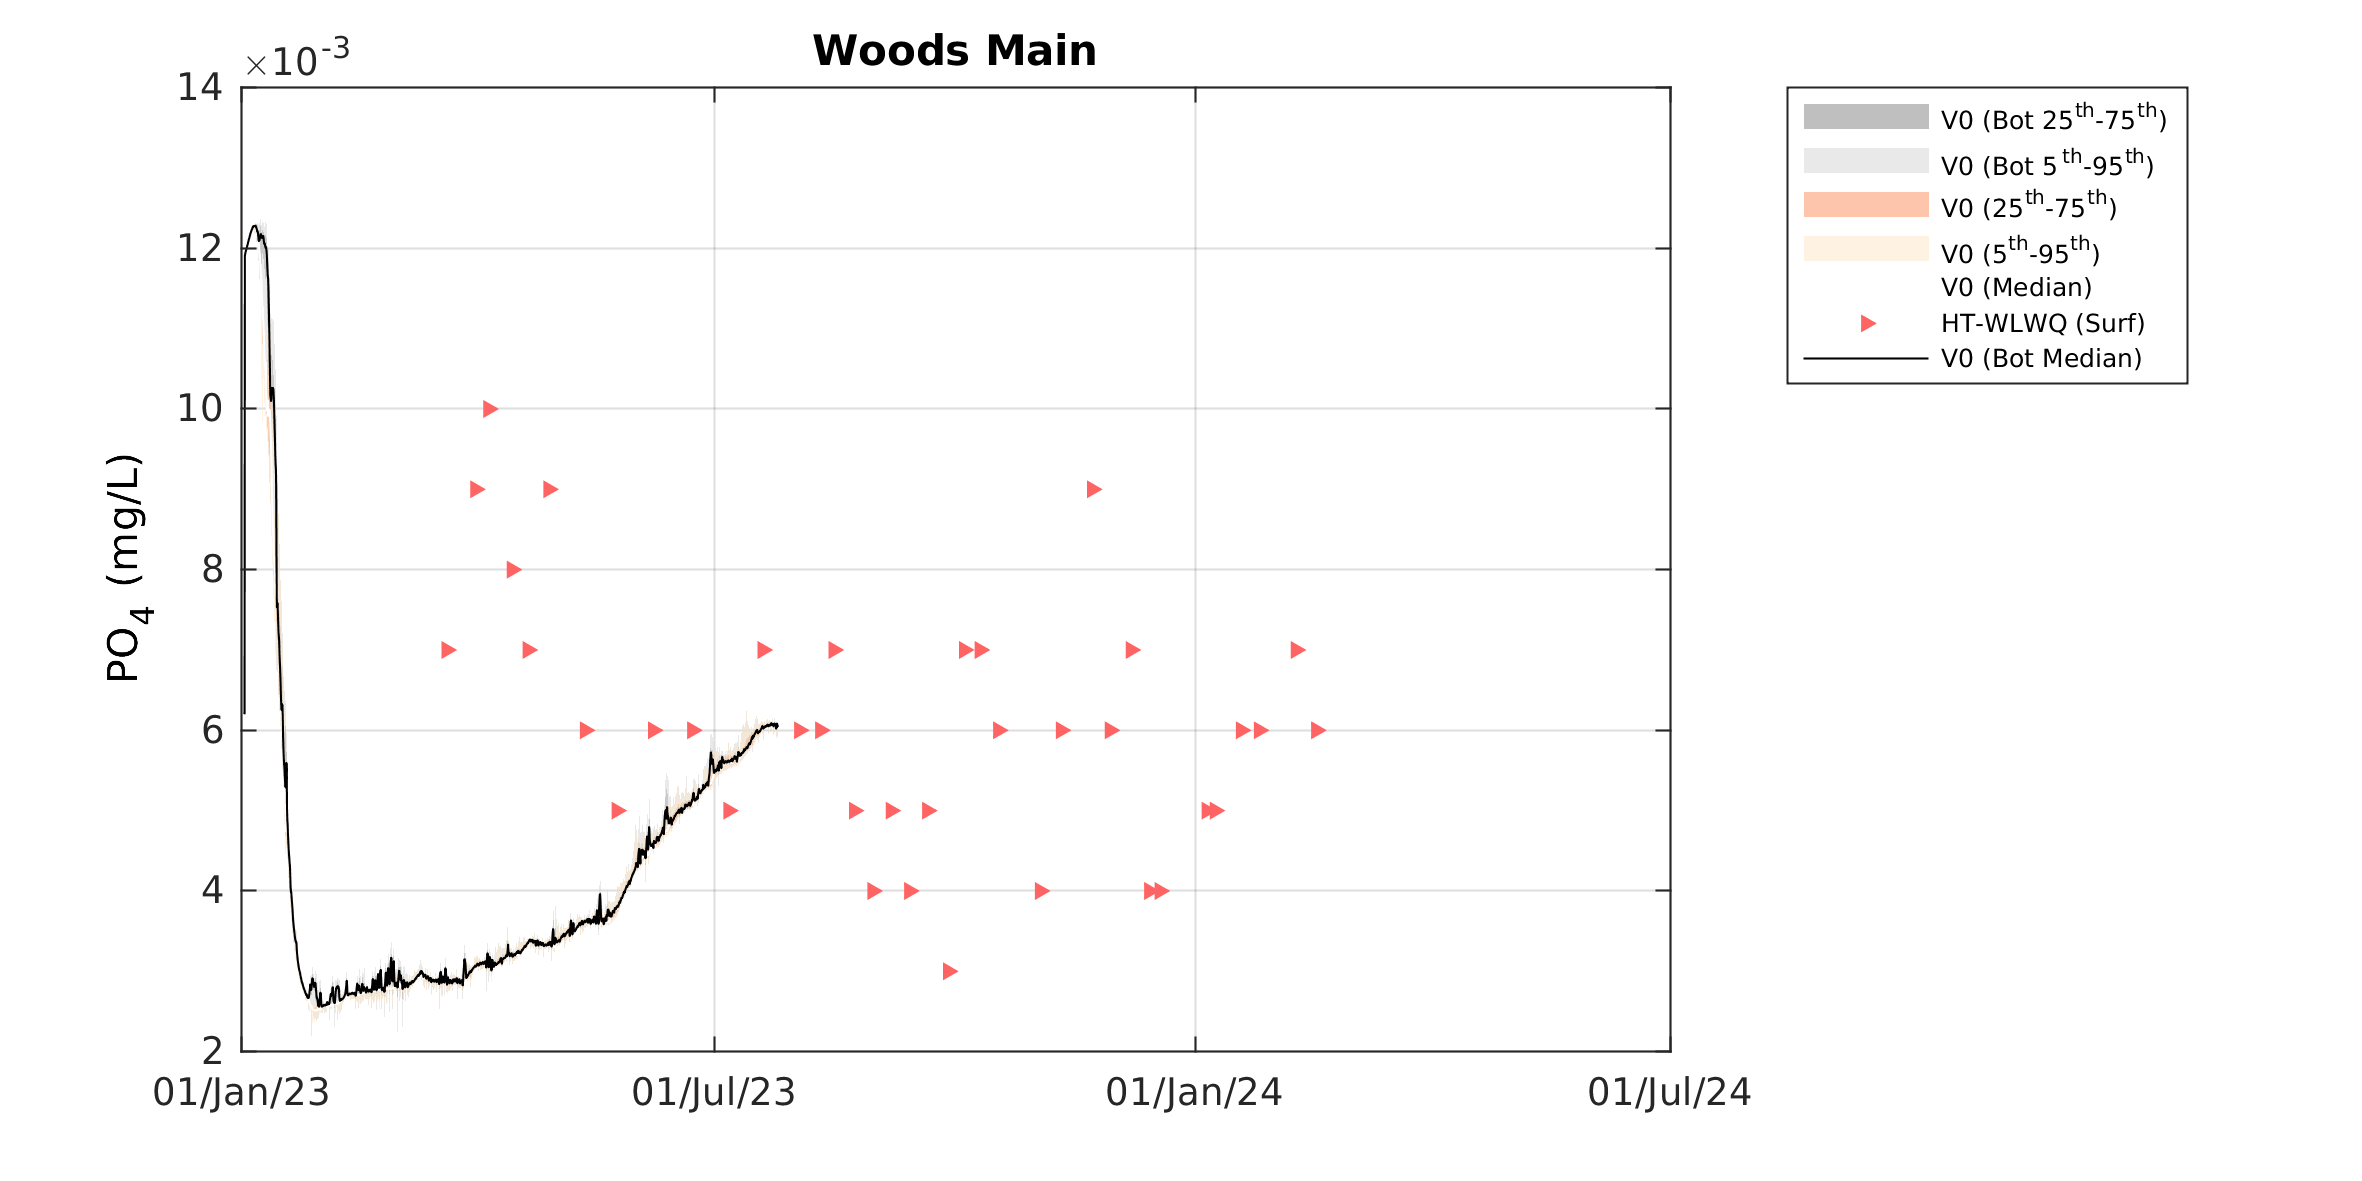 Woods Main
×10-3
14
12
10
8
6
4
2
PO4 (mg/L)
01/Jan/23
01/Jul/23
01/Jan/24
01/Jul/24
V0 (Bot 25th-75th)
V0 (Bot 5th-95th)
V0 (25th-75th)
V0 (5th-95th)
V0 (Median)
HT-WLWQ (Surf)
V0 (Bot Median)